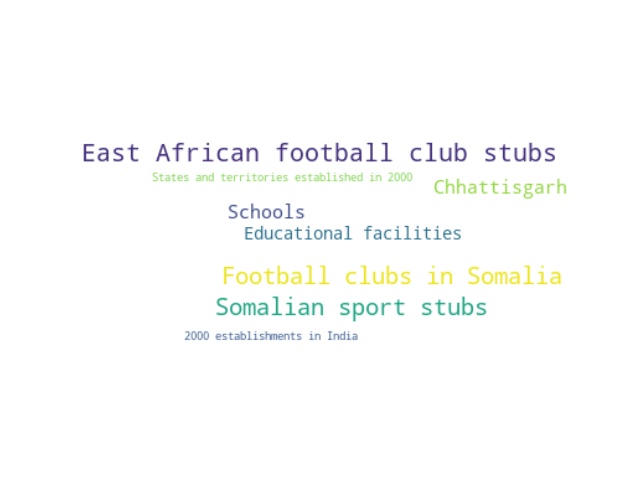 East African football club stubs
States and territories established in 2000
Chhattisgarh
Schools
Educational facilities
Football clubs in Somalia
Somalian sport stubs
2000 establishments in India